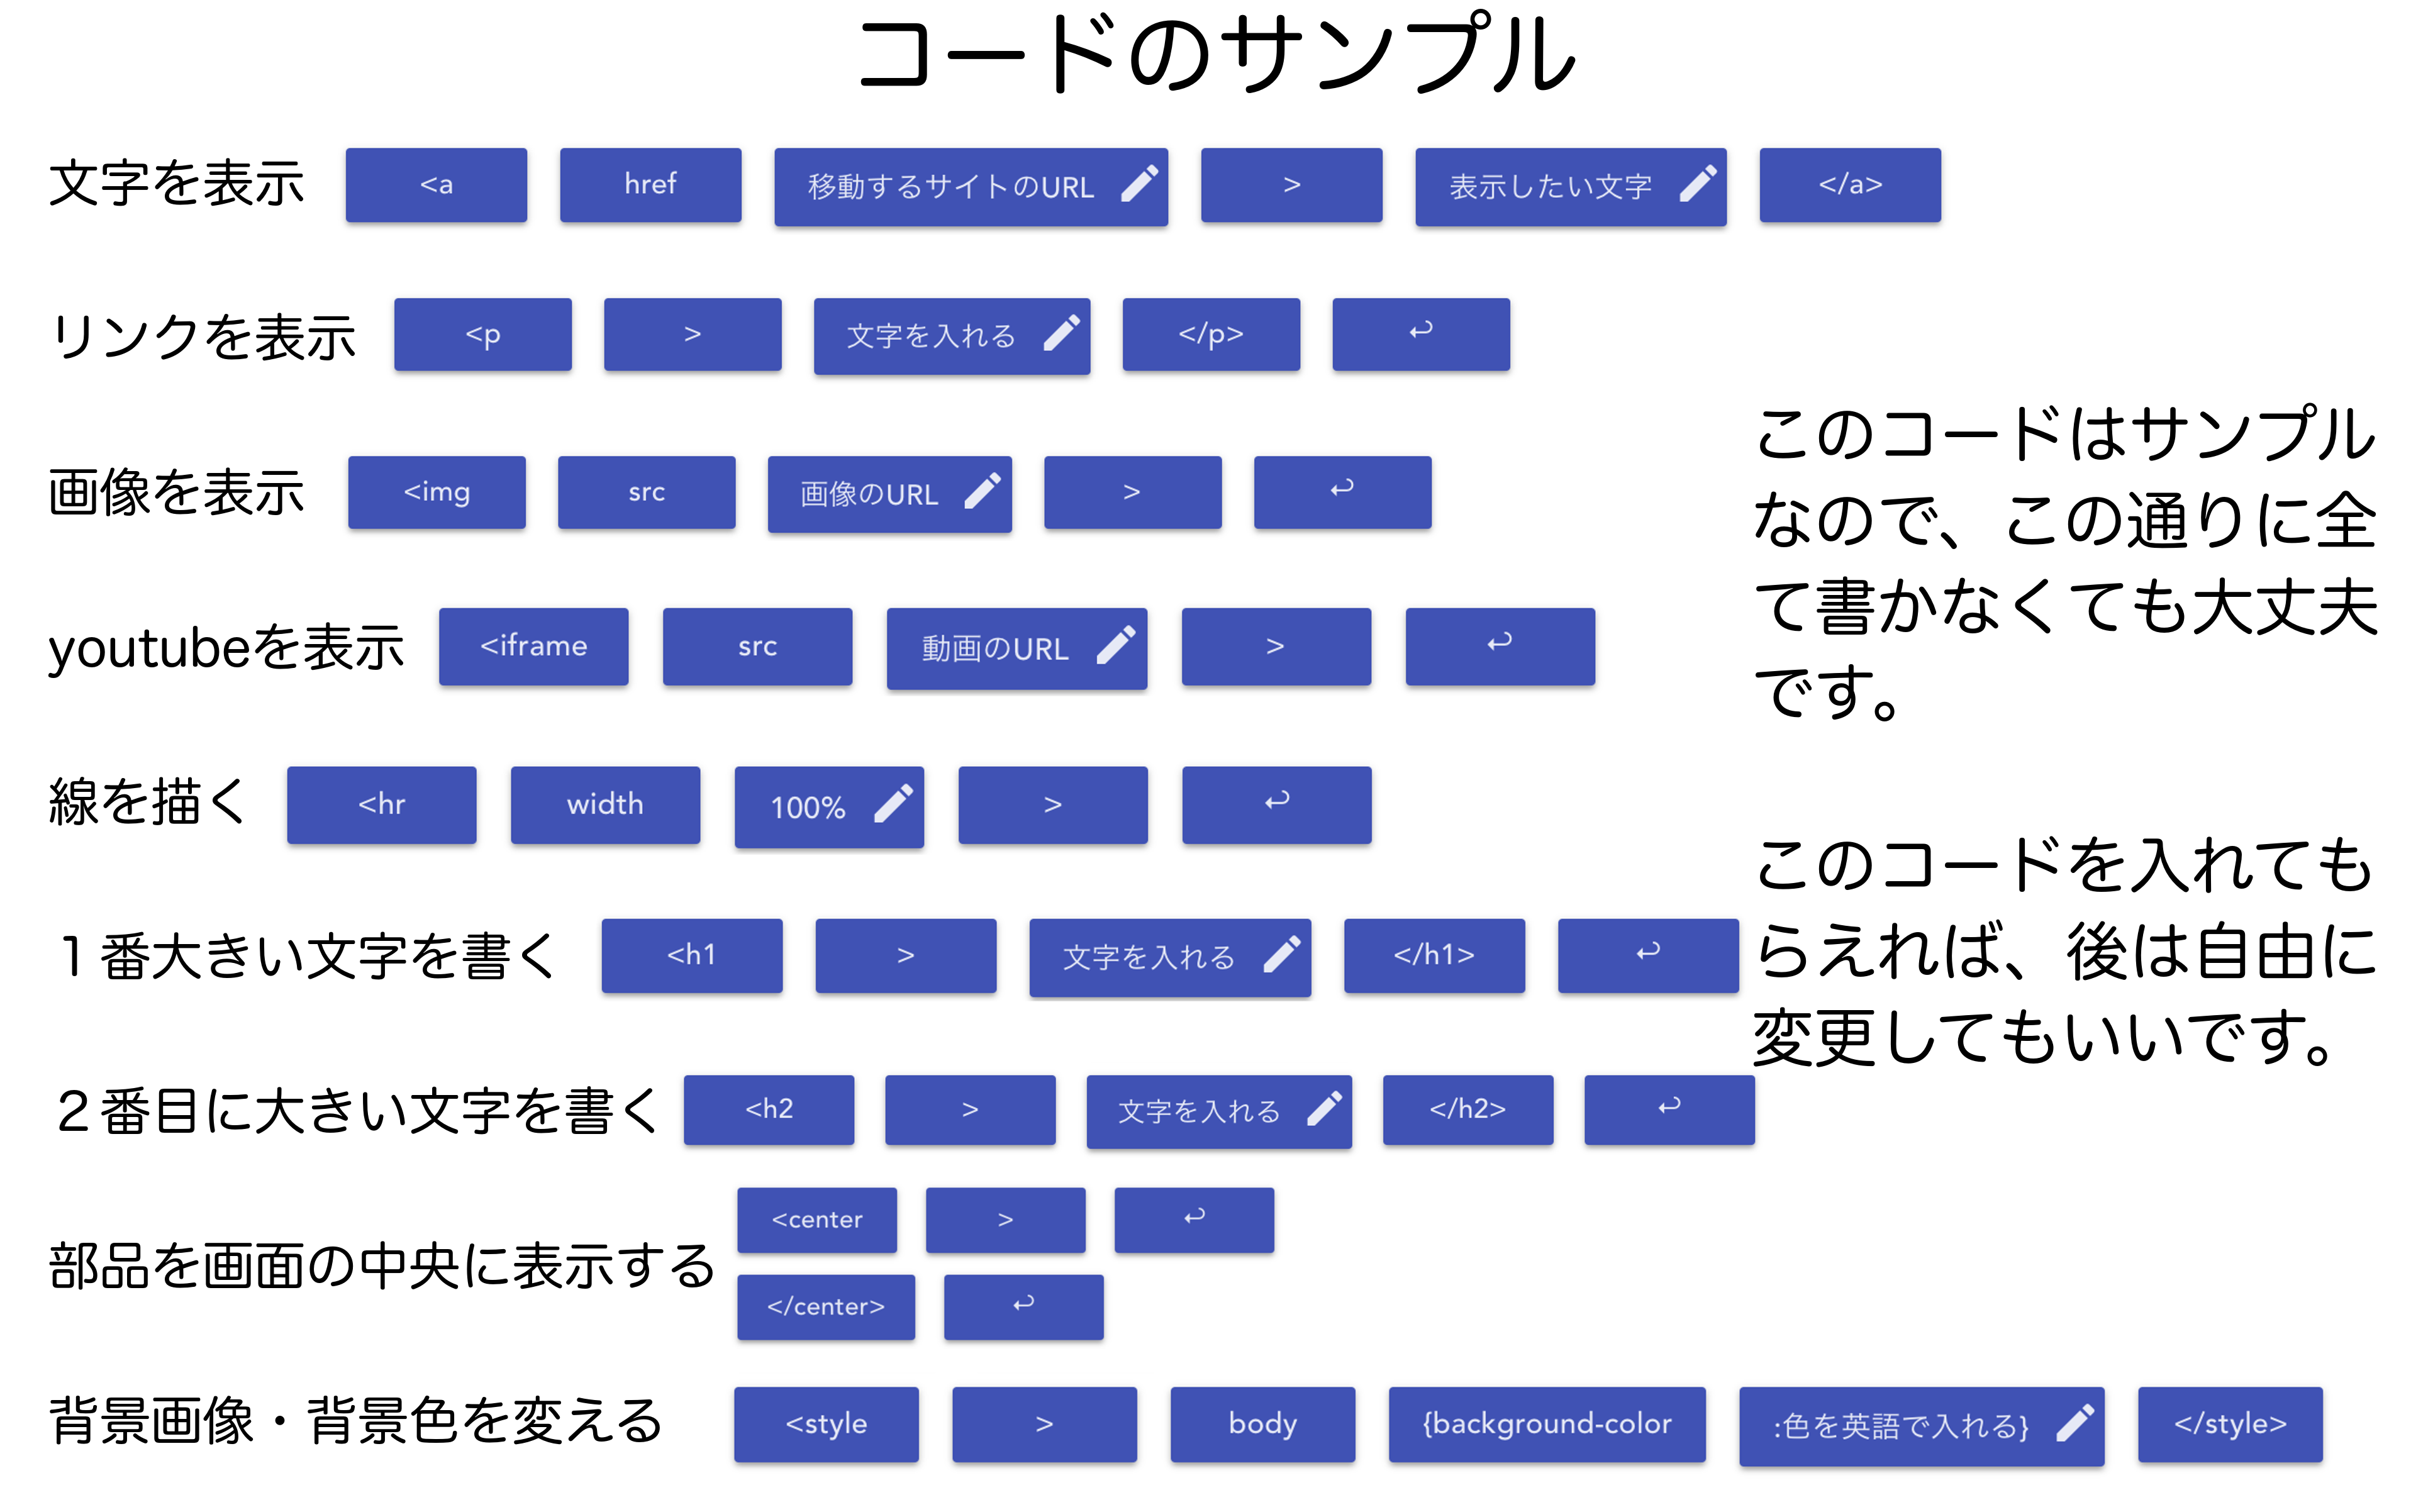 コードのサンプル
文字を表示 <a href 移動するサイトのURL > 表示したい文字 </a>
リンクを表示 <p > 文字を入れる </p> ↩
画像を表示 <img src 画像のURL > ↩
youtubeを表示 <iframe src 動画のURL > ↩
線を描く <hr width 100% > ↩
１番大きい文字を書く <h1 > 文字を入れる </h1> ↩
２番目に大きい文字を書く <h2 > 文字を入れる </h2> ↩
部品を画面の中央に表示する <center > ↩
</center> ↩
背景画像・背景色を変える <style > body {background-color :色を英語で入れる} </style>
このコードはサンプル
なので、この通りに全
て書かなくても大丈夫
です。
このコードを入れても
らえれば、後は自由に
変更してもいいです。